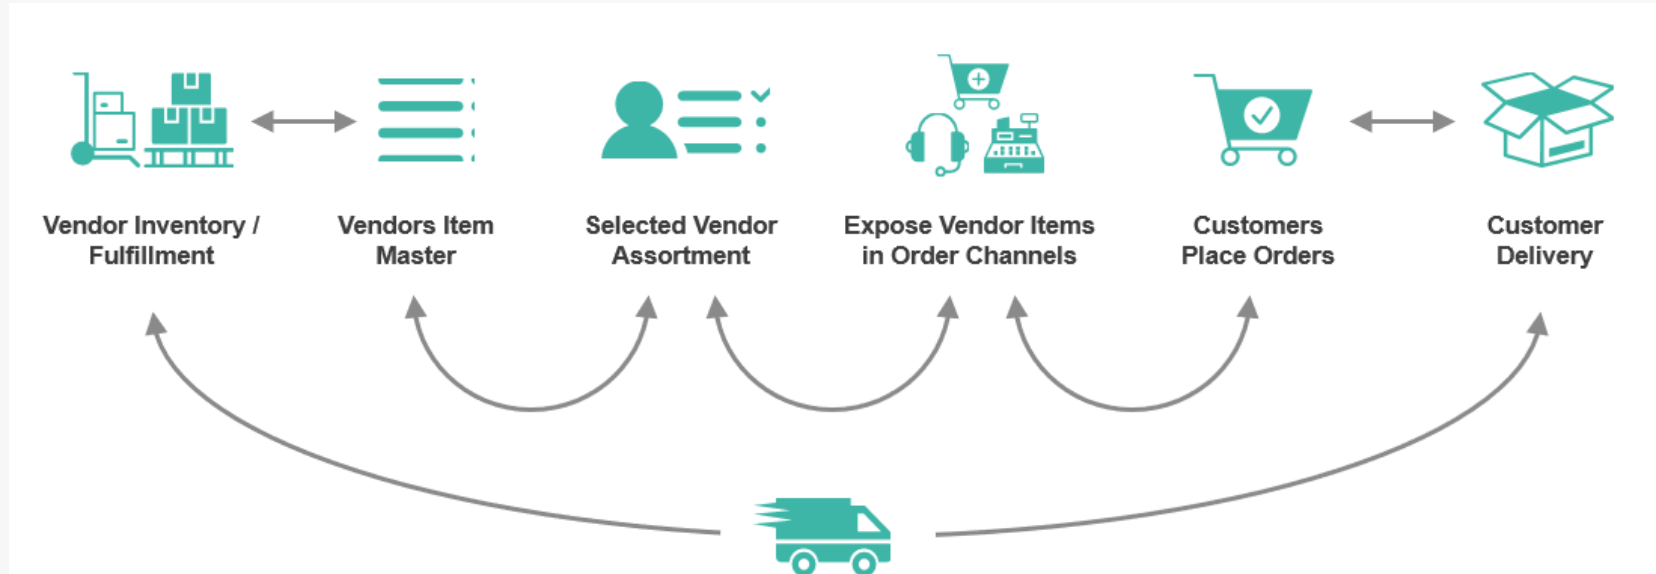 Vendor Inventory /
Fulfillment
Vendors Item
Master
Selected Vendor
Assortment
Expose Vendor Items
in Order Channels
Customers
Place Orders
Customer
Delivery